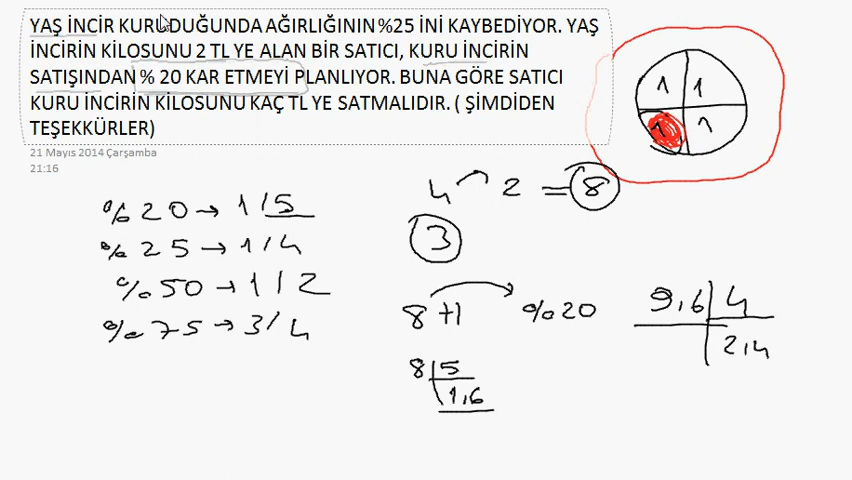 YAŞ İNCİR KURUDUĞUNDA AĞIRLIĞININ %25 İNİ KAYBEDİYOR. YAŞ
İNCİRİN KİLOSUNU 2 TL YE ALAN BİR SATICI, KURU İNCİRİN
SATIŞINDAN % 20 KAR ETMEYİ PLANLIYOR. BUNA GÖRE SATICI
KURU İNCİRİN KİLOSUNU KAÇ TL YE SATMALIDIR. ( ŞİMDİDEN
TEŞEKKÜRLER)
21 Mayıs 2014 Çarşamba
21:16
1 1
1 1
4 2 = 8
3
%20 → 1/5
%25 → 1/4
%50 → 1/2
%75 → 3/4
8+1 %20
8 5
1,6
9,6 4
2,4